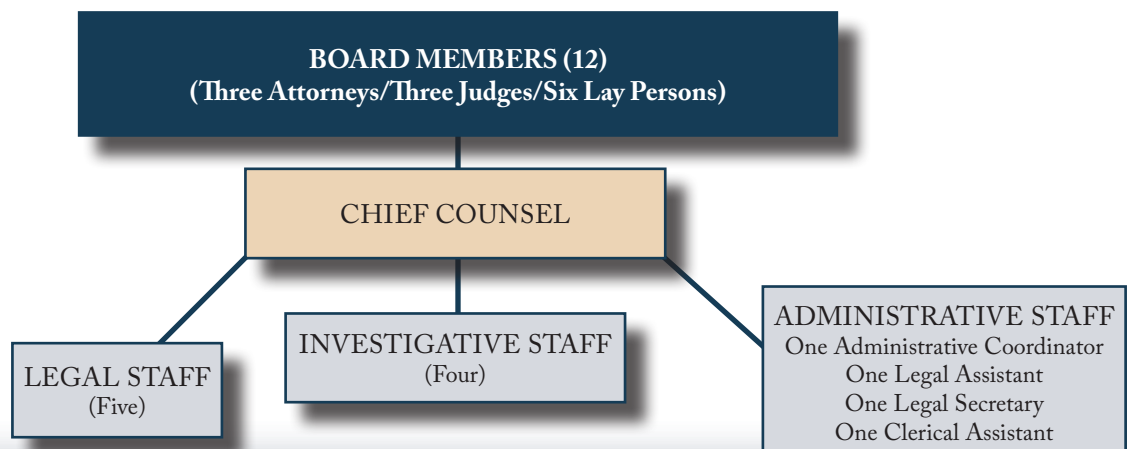 BOARD MEMBERS (12)
(Three Attorneys/Three Judges/Six Lay Persons)
CHIEF COUNSEL
LEGAL STAFF
(Five)
INVESTIGATIVE STAFF
(Four)
ADMINISTRATIVE STAFF
One Administrative Coordinator
One Legal Assistant
One Legal Secretary
One Clerical Assistant